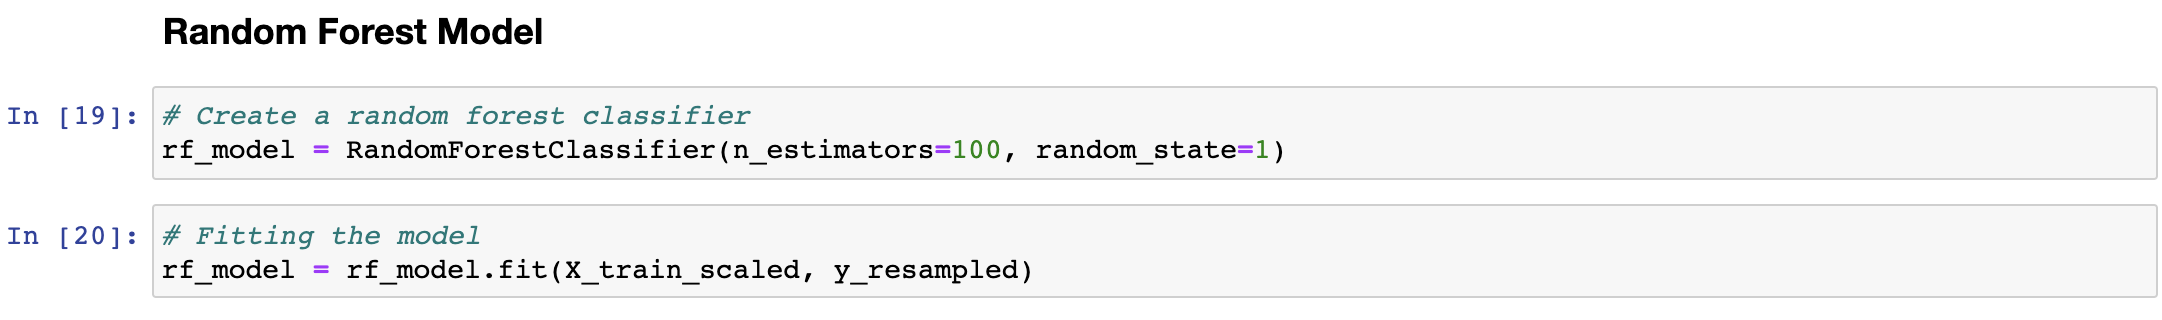 Random Forest Model
In [19]:
# Create a random forest classifier
rf_model = RandomForestClassifier(n_estimators=100, random_state=1)
In [20]:
# Fitting the model
rf_model = rf_model.fit(X_train_scaled, y_resampled)